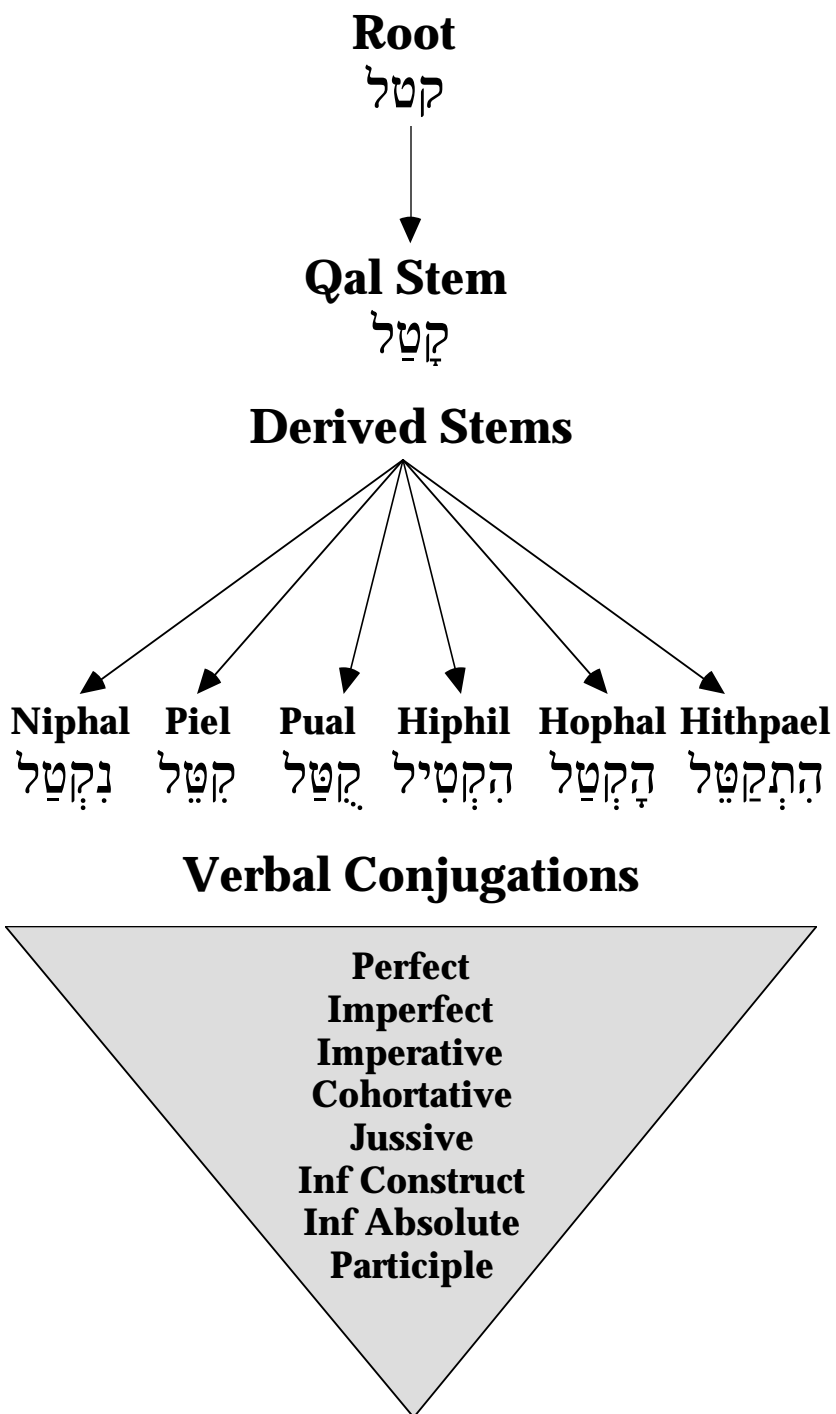 Root
קטל
Qal Stem
קָטַל
Derived Stems
Niphal Piel Pual Hiphil Hophal Hithpael
נִקְטַל קִטֵּל קֻטַּל הִקְטִיל הָקְטַל הִתְקַטֵּל
Verbal Conjugations
Perfect
Imperfect
Imperative
Cohortative
Jussive
Inf Construct
Inf Absolute
Participle